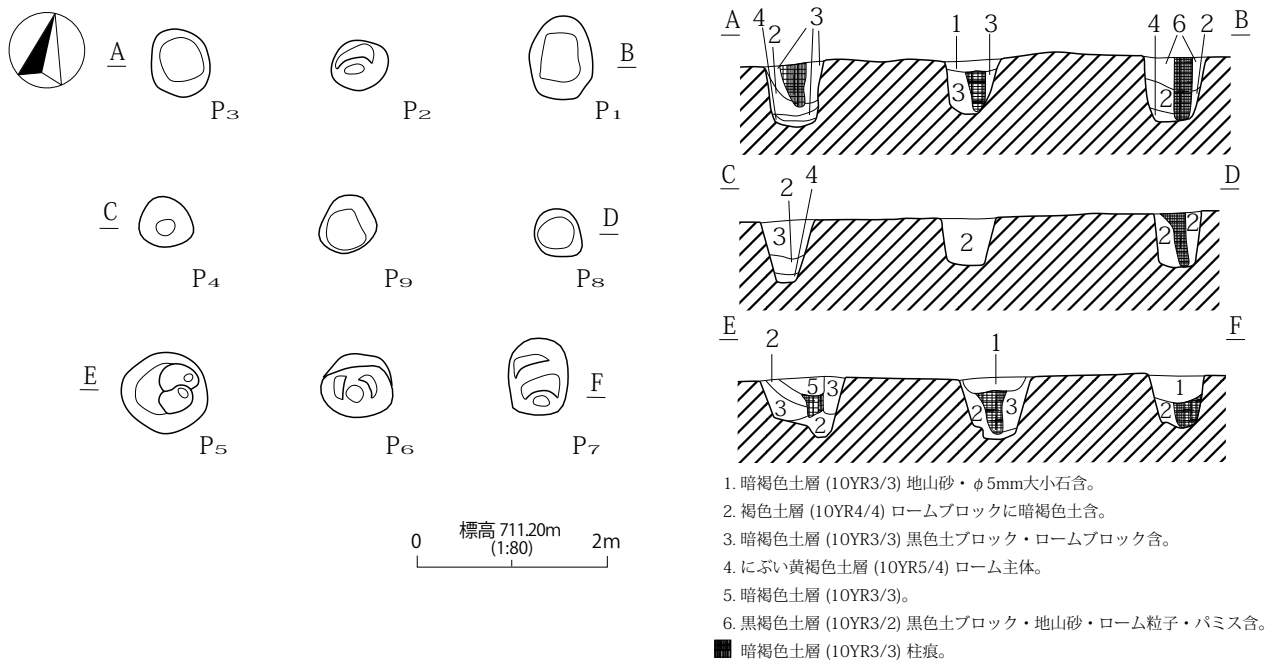 A
B
P3
P2
P1
C
D
P4
P9
P8
E
F
P5
P6
P7
標高 711.20m
(1:80)
0 2m
A 4 2 3 1 3 4 6 2 B
3 2
C 2 4 D
3 2 2 2
E 2 1 F
5 3 1
3 2 2 3 2
1. 暗褐色土層 (10YR3/3) 地山砂・φ5mm大小石含。
2. 褐色土層 (10YR4/4) ロームブロックに暗褐色土含。
3. 暗褐色土層 (10YR3/3) 黒色土ブロック・ロームブロック含。
4. にぶい黄褐色土層 (10YR5/4) ローム主体。
5. 暗褐色土層 (10YR3/3)。
6. 黒褐色土層 (10YR3/2) 黒色土ブロック・地山砂・ローム粒子・パミス含。
暗褐色土層 (10YR3/3) 柱痕。